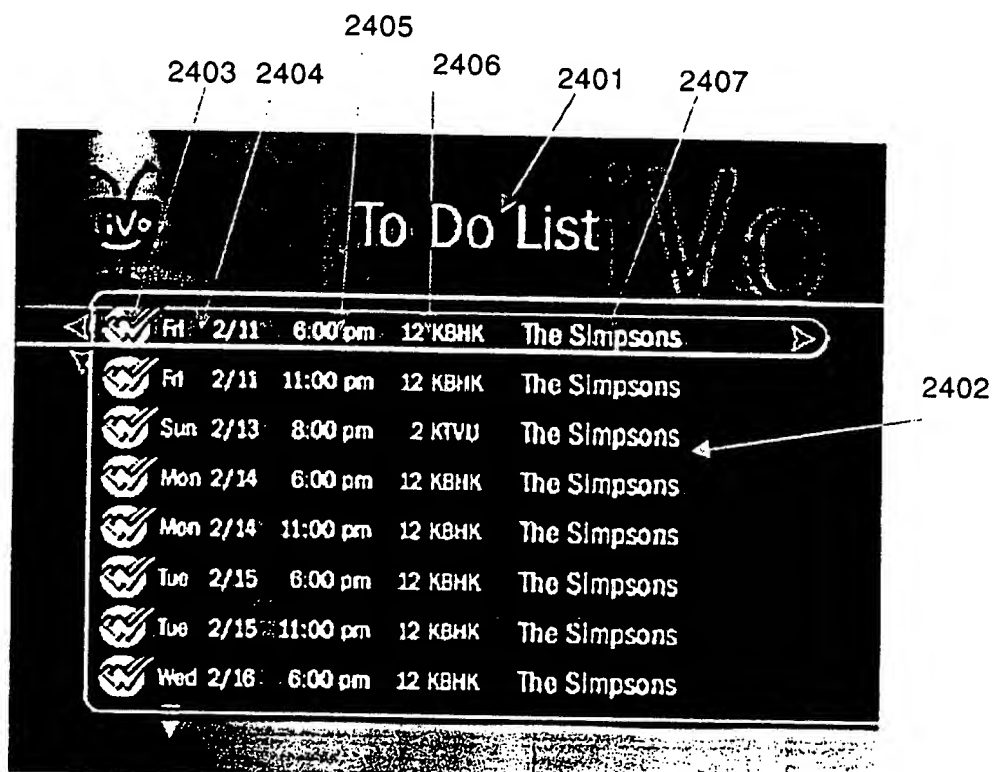 2405
2403 2404 2406 2401 2407
TiVo
To Do List
TiVo
Fri 2/11 6:00 pm 12 KBHK The Simpsons
Fri 2/11 11:00 pm 12 KBHK The Simpsons
2402
Sun 2/13 8:00 pm 2 KTVU The Simpsons
Mon 2/14 6:00 pm 12 KBHK The Simpsons
Mon 2/14 11:00 pm 12 KBHK The Simpsons
Tue 2/15 6:00 pm 12 KBHK The Simpsons
Tue 2/15 11:00 pm 12 KBHK The Simpsons
Wed 2/16 6:00 pm 12 KBHK The Simpsons